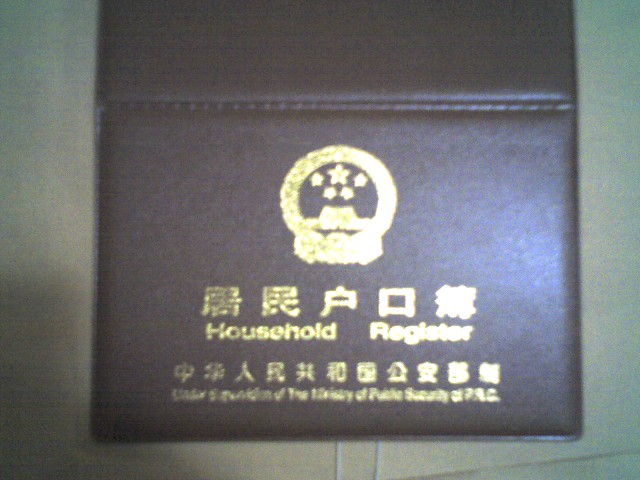 居民户口簿
Household Register
中华人民共和国公安部制
Under Supervision of The Ministry of Public Security of P.R.C.